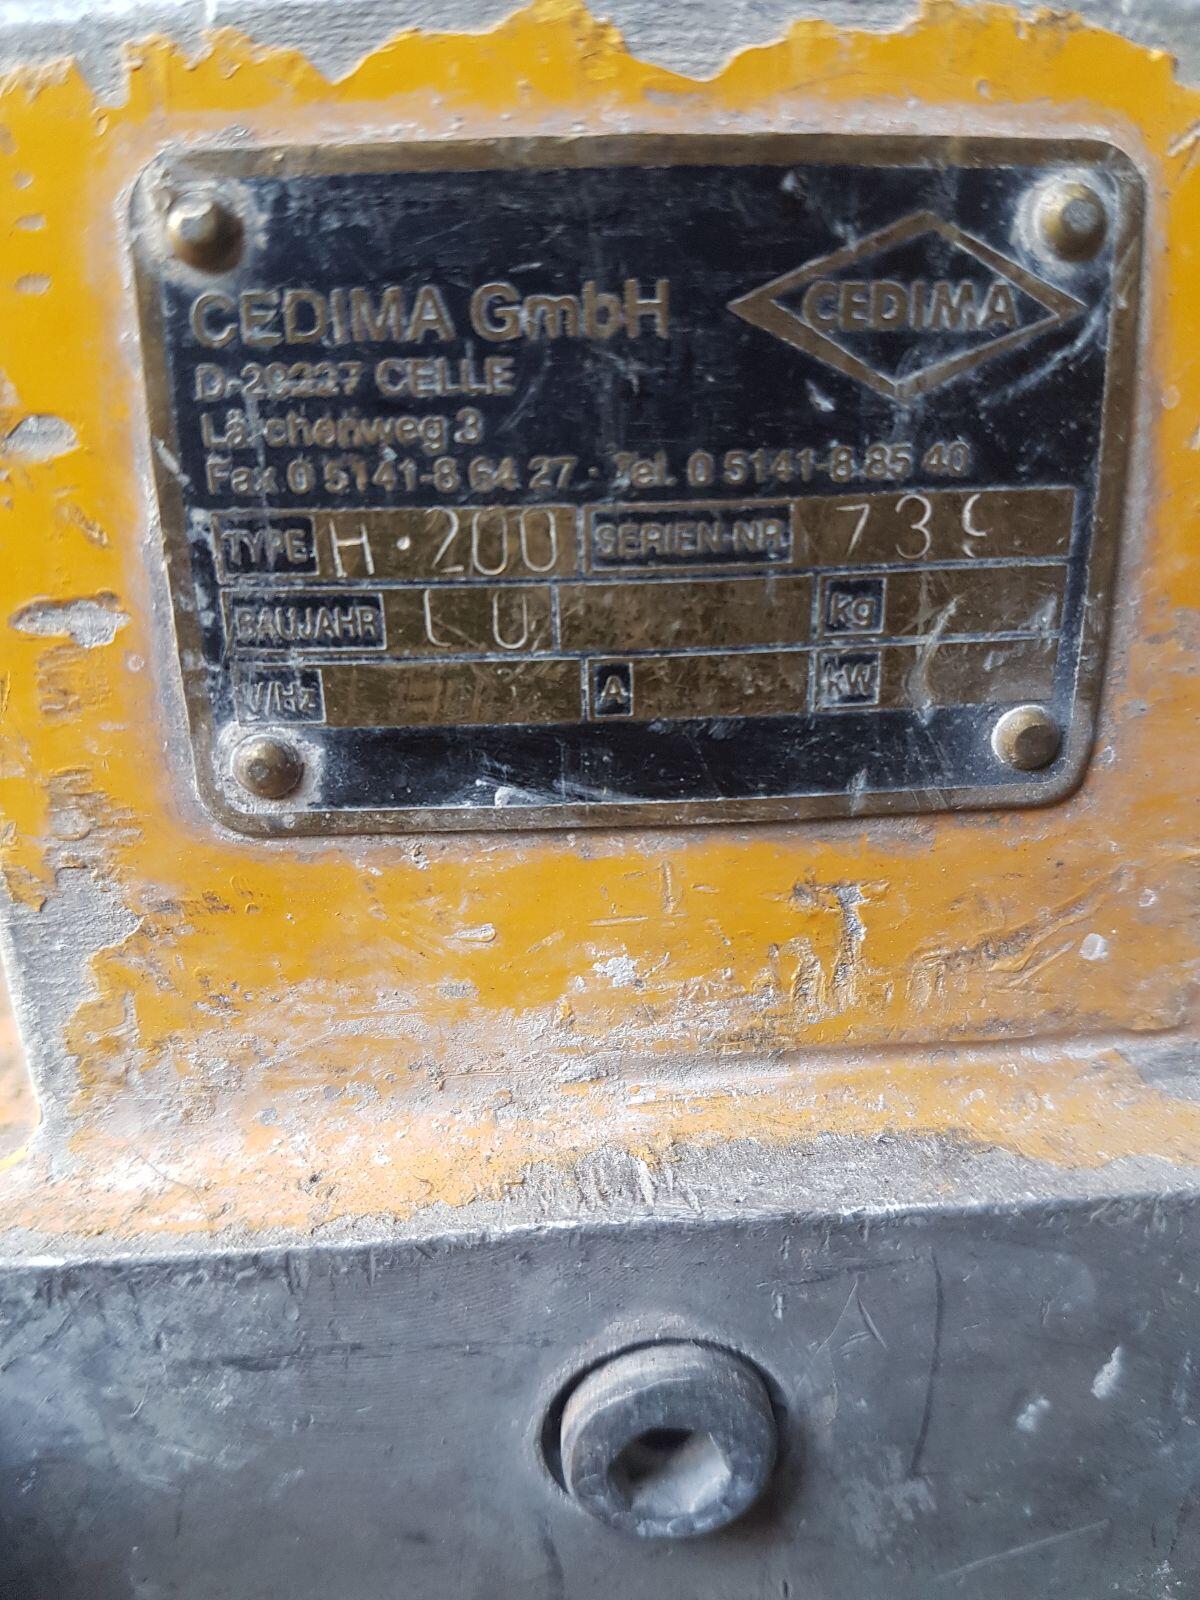 CEDIMA GmbH
CEDIMA
D-29227 CELLE
Lärchenweg 3
Fax 0 5141-8 64 27 · Tel. 0 5141-8 85 40
TYPE H·200 SERIEN-NR.
BAUJAHR kg
V/Hz A kW